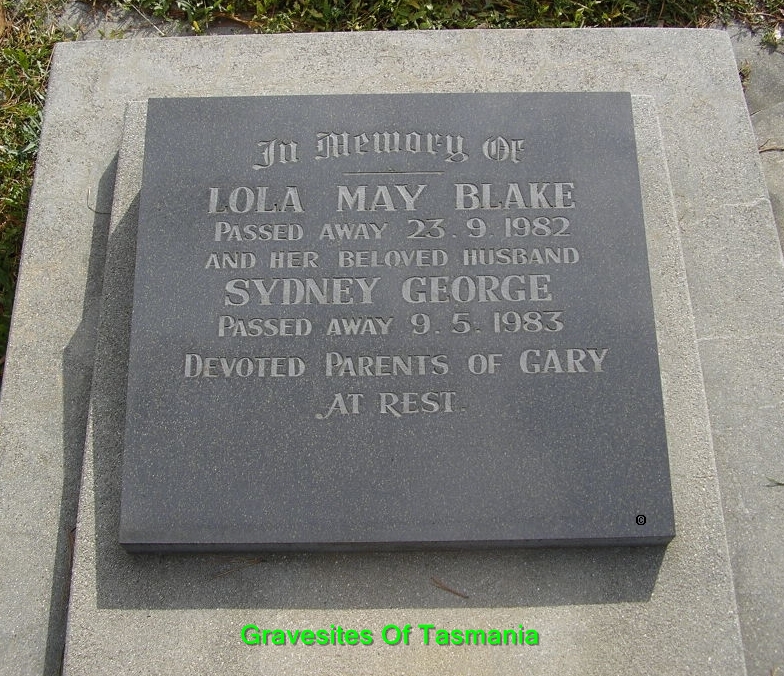 In Memory Of
LOLA MAY BLAKE
PASSED AWAY 23.9.1982
AND HER BELOVED HUSBAND
SYDNEY GEORGE
PASSED AWAY 9.5.1983
DEVOTED PARENTS OF GARY
AT REST.
©
Gravesites Of Tasmania